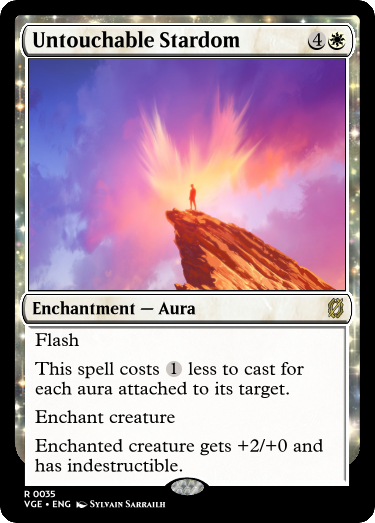 Untouchable Stardom 4
Enchantment — Aura
Flash
This spell costs 1 less to cast for
each aura attached to its target.
Enchant creature
Enchanted creature gets +2/+0 and
has indestructible.
R 0035
VGE • ENG Sylvain Sarrailh